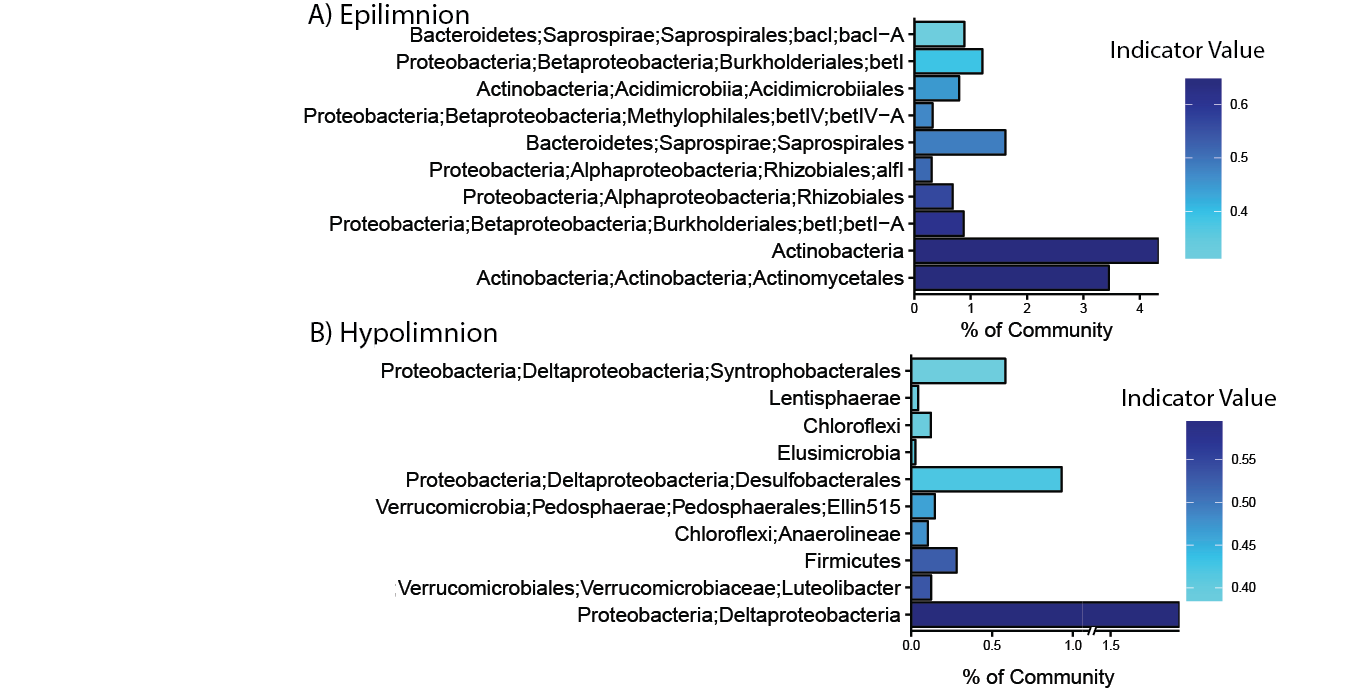 A) Epilimnion
Bacteroidetes;Saprospirae;Saprospirales;bacI;bacI−A
Proteobacteria;Betaproteobacteria;Burkholderiales;betI
Actinobacteria;Acidimicrobiia;Acidimicrobiiales
Proteobacteria;Betaproteobacteria;Methylophilales;betIV;betIV−A
Bacteroidetes;Saprospirae;Saprospirales
Proteobacteria;Alphaproteobacteria;Rhizobiales;alfI
Proteobacteria;Alphaproteobacteria;Rhizobiales
Proteobacteria;Betaproteobacteria;Burkholderiales;betI;betI−A
Actinobacteria
Actinobacteria;Actinobacteria;Actinomycetales
0 1 2 3 4
% of Community
Indicator Value
0.6
0.5
0.4
B) Hypolimnion
Proteobacteria;Deltaproteobacteria;Syntrophobacterales
Lentisphaerae
Chloroflexi
Elusimicrobia
Proteobacteria;Deltaproteobacteria;Desulfobacterales
Verrucomicrobia;Pedosphaerae;Pedosphaerales;Ellin515
Chloroflexi;Anaerolineae
Firmicutes
;Verrucomicrobiales;Verrucomicrobiaceae;Luteolibacter
Proteobacteria;Deltaproteobacteria
0.0 0.5 1.0 1.5
% of Community
Indicator Value
0.55
0.50
0.45
0.40